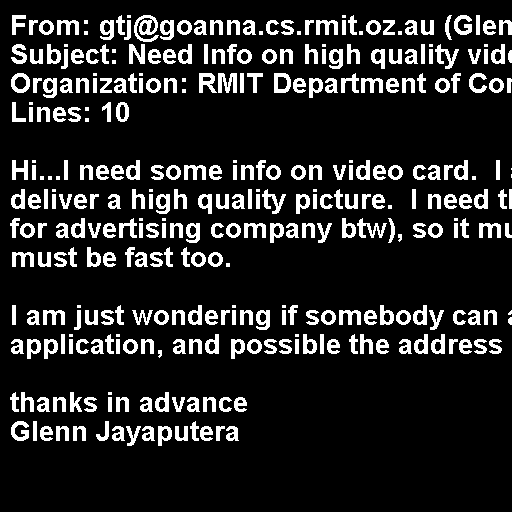 From: gtj@goanna.cs.rmit.oz.au (Glen
Subject: Need Info on high quality vid
Organization: RMIT Department of Co
Lines: 10

Hi...I need some info on video card.  I
deliver a high quality picture.  I need
for advertising company btw), so it
must be fast too.

I am just wondering if somebody can
application, and possible the address

thanks in advance
Glenn Jayaputera